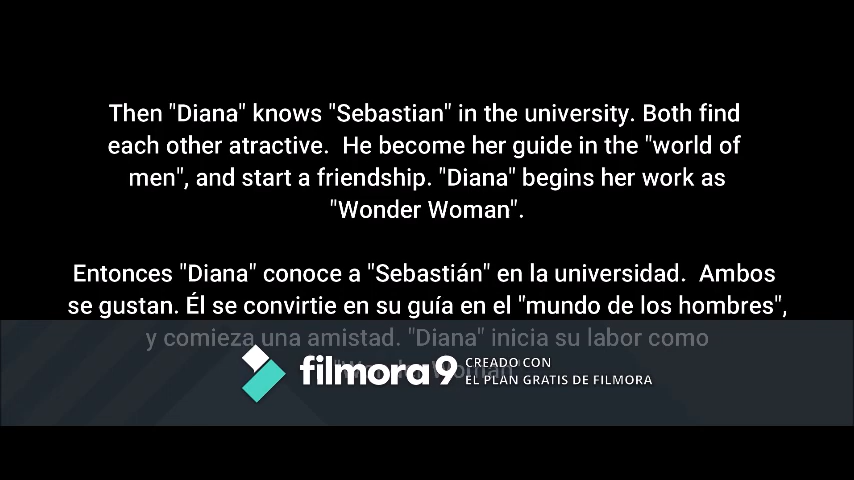 Then "Diana" knows "Sebastian" in the university. Both find
each other atractive.  He become her guide in the "world of
men", and start a friendship. "Diana" begins her work as
"Wonder Woman".
Entonces "Diana" conoce a "Sebastián" en la universidad.  Ambos
se gustan. Él se convirtie en su guía en el "mundo de los hombres",
y comieza una amistad. "Diana" inicia su labor como
"Wonder Woman".
filmora9
CREADO CON
EL PLAN GRATIS DE FILMORA